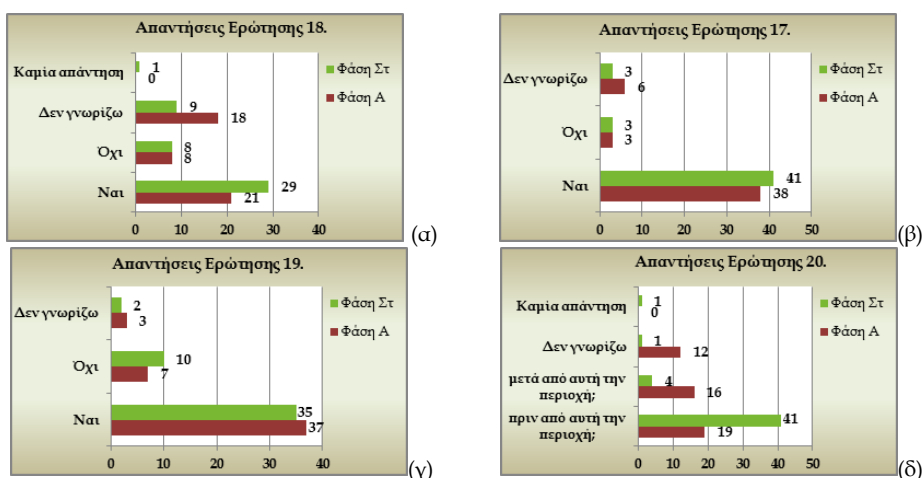 Απαντήσεις Ερώτησης 18.
Καμία απάντηση
1
0
Δεν γνωρίζω
9
18
Όχι
8
8
Ναι
29
21
0 10 20 30 40
Φάση Στ
Φάση Α
(α)
Απαντήσεις Ερώτησης 17.
Δεν γνωρίζω
3
6
Όχι
3
3
Ναι
41
38
0 10 20 30 40 50
Φάση Στ
Φάση Α
(β)
Απαντήσεις Ερώτησης 19.
Δεν γνωρίζω
2
3
Όχι
10
7
Ναι
35
37
0 10 20 30 40
Φάση Στ
Φάση Α
(γ)
Απαντήσεις Ερώτησης 20.
Καμία απάντηση
1
0
Δεν γνωρίζω
1
12
μετά από αυτή την
περιοχή;
4
16
πριν από αυτή την
περιοχή;
41
19
0 10 20 30 40 50
Φάση Στ
Φάση Α
(δ)